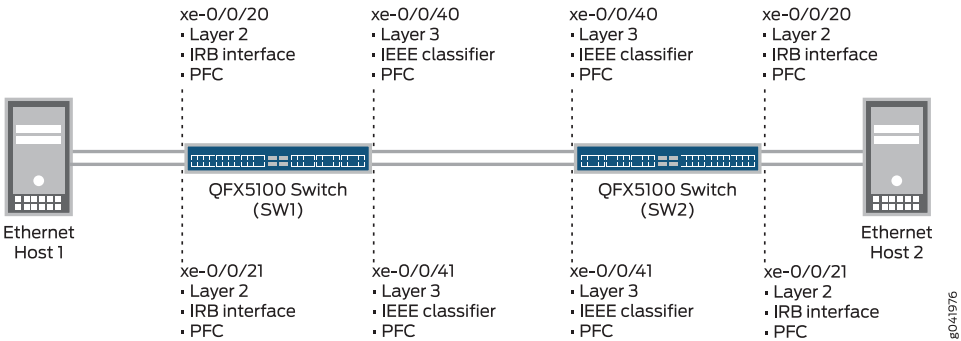 xe-0/0/20
▪ Layer 2
▪ IRB interface
▪ PFC
xe-0/0/40
▪ Layer 3
▪ IEEE classifier
▪ PFC
xe-0/0/40
▪ Layer 3
▪ IEEE classifier
▪ PFC
xe-0/0/20
▪ Layer 2
▪ IRB interface
▪ PFC
Ethernet
Host 1
QFX5100 Switch
(SW1)
QFX5100 Switch
(SW2)
Ethernet
Host 2
xe-0/0/21
▪ Layer 2
▪ IRB interface
▪ PFC
xe-0/0/41
▪ Layer 3
▪ IEEE classifier
▪ PFC
xe-0/0/41
▪ Layer 3
▪ IEEE classifier
▪ PFC
xe-0/0/21
▪ Layer 2
▪ IRB interface
▪ PFC
g041976